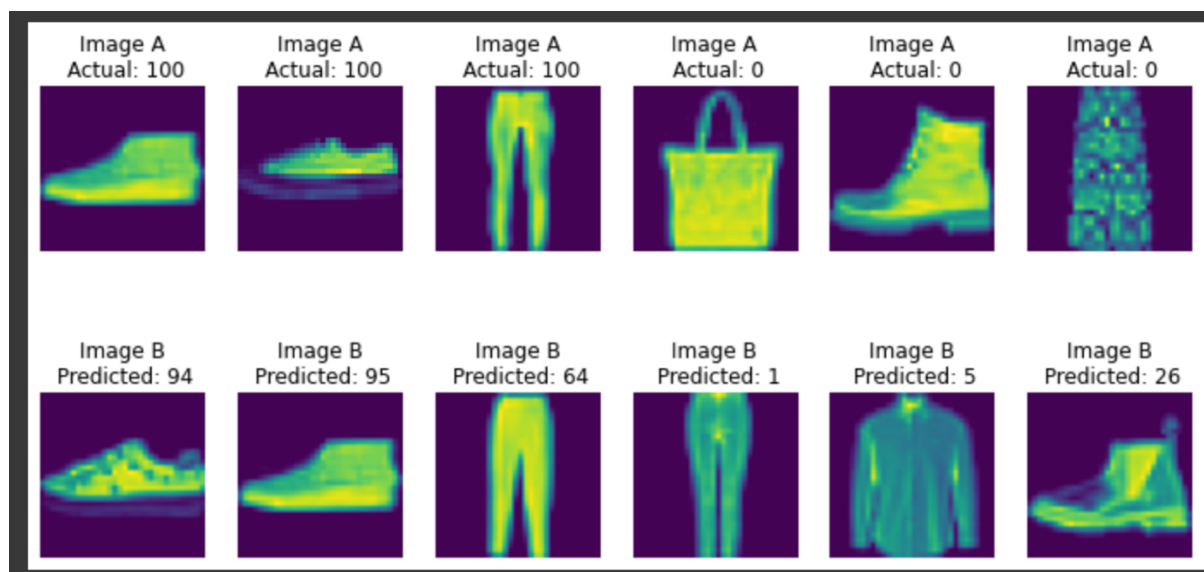 Image A
Actual: 100
Image A
Actual: 100
Image A
Actual: 100
Image A
Actual: 0
Image A
Actual: 0
Image A
Actual: 0
Image B
Predicted: 94
Image B
Predicted: 95
Image B
Predicted: 64
Image B
Predicted: 1
Image B
Predicted: 5
Image B
Predicted: 26